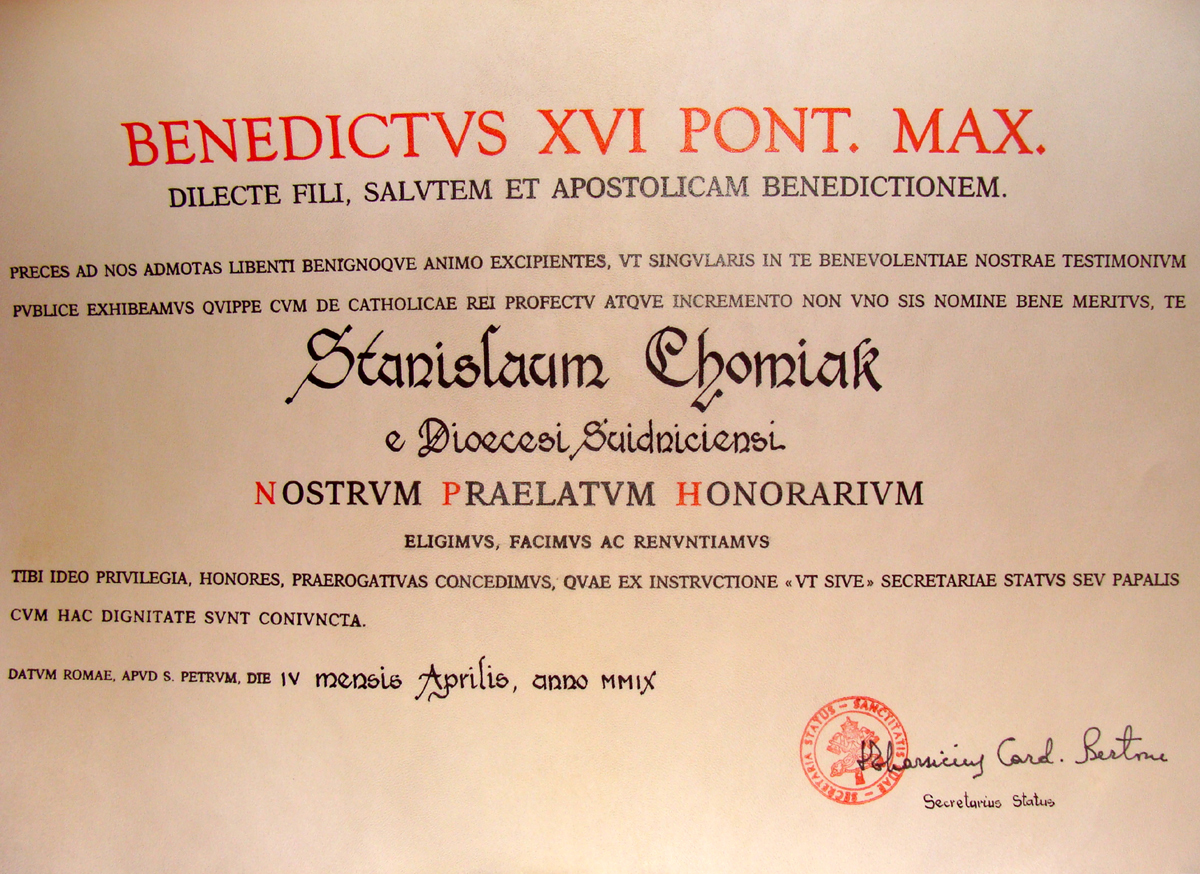 BENEDICTVS XVI PONT. MAX.
DILECTE FILI, SALVTEM ET APOSTOLICAM BENEDICTIONEM.
PRECES AD NOS ADMOTAS LIBENTI BENIGNOQVE ANIMO EXCIPIENTES, VT SINGVLARIS IN TE BENEVOLENTIAE NOSTRAE TESTIMONIVM
PVBLICE EXHIBEAMVS QVIPPE CVM DE CATHOLICAE REI PROFECTV ATQVE INCREMENTO NON VNO SIS NOMINE BENE MERITVS, TE
Stanislaum Chomiak
e Dioecesi Suidniciensi
NOSTRVM PRAELATVM HONORARIVM
ELIGIMVS, FACIMVS AC RENVNTIAMVS
TIBI IDEO PRIVILEGIA, HONORES, PRAEROGATIVAS CONCEDIMVS, QVAE EX INSTRVCTIONE «VT SIVE» SECRETARIAE STATVS SEV PAPALIS
CVM HAC DIGNITATE SVNT CONIVNCTA.
DATVM ROMAE, APVD S. PETRVM, DIE IV mensis Aprilis, anno MMIX
SECRETARIA STATUS – SANCTITATIS
Card. Bertone
Secretarius Status